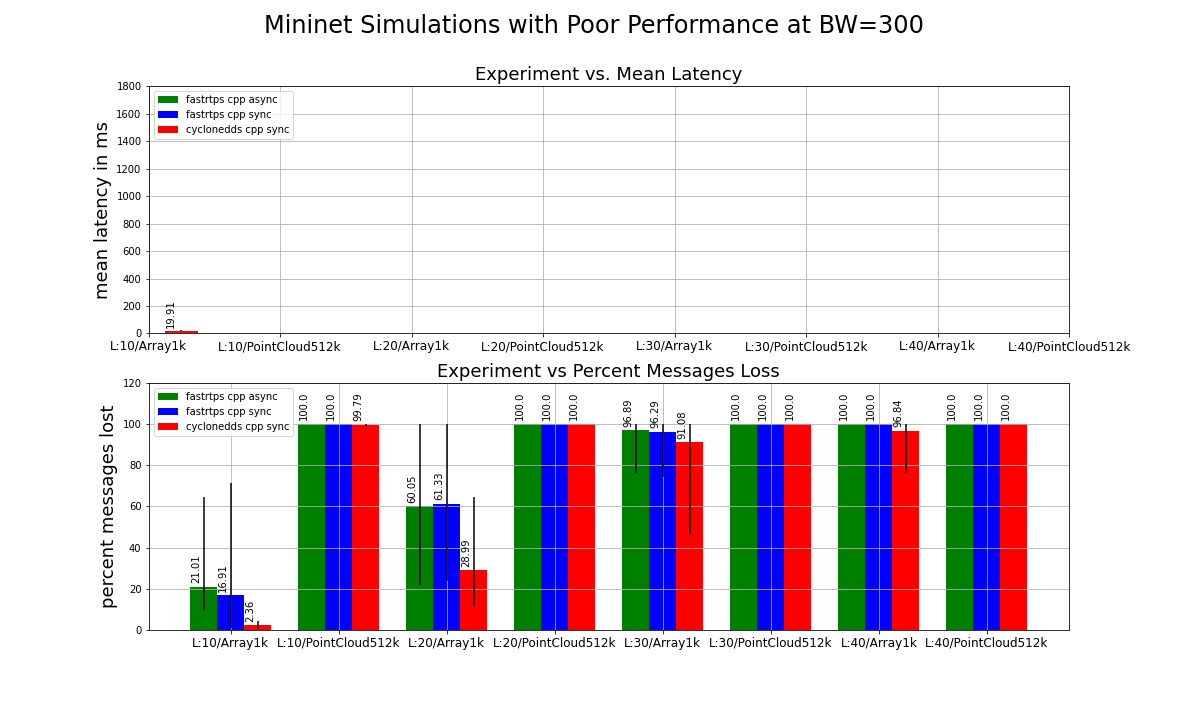 Mininet Simulations with Poor Performance at BW=300
Experiment vs. Mean Latency
mean latency in ms
1800
1600
1400
1200
1000
800
600
400
200
0
fastrtps cpp async
fastrtps cpp sync
cyclonedds cpp sync
19.91
L:10/Array1k L:10/PointCloud512k L:20/Array1k L:20/PointCloud512k L:30/Array1k L:30/PointCloud512k L:40/Array1k L:40/PointCloud512k
Experiment vs Percent Messages Loss
percent messages lost
120
100
80
60
40
20
0
fastrtps cpp async
fastrtps cpp sync
cyclonedds cpp sync
21.01 16.91 2.36 100.0 100.0 99.79 60.05 61.33 28.99 100.0 100.0 100.0 96.89 96.29 91.08 100.0 100.0 100.0 100.0 100.0 96.84 100.0 100.0 100.0
L:10/Array1k L:10/PointCloud512k L:20/Array1k L:20/PointCloud512k L:30/Array1k L:30/PointCloud512k L:40/Array1k L:40/PointCloud512k